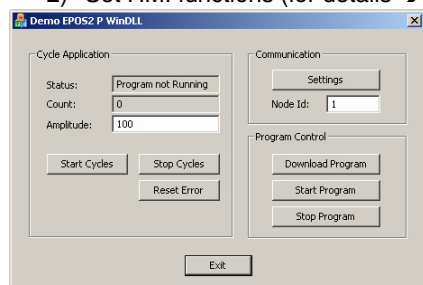 Demo EPOS2 P WinDLL
Cycle Application
Status: Program not Running
Count: 0
Amplitude: 100
Start Cycles Stop Cycles
Reset Error
Communication
Settings
Node Id: 1
Program Control
Download Program
Start Program
Stop Program
Exit